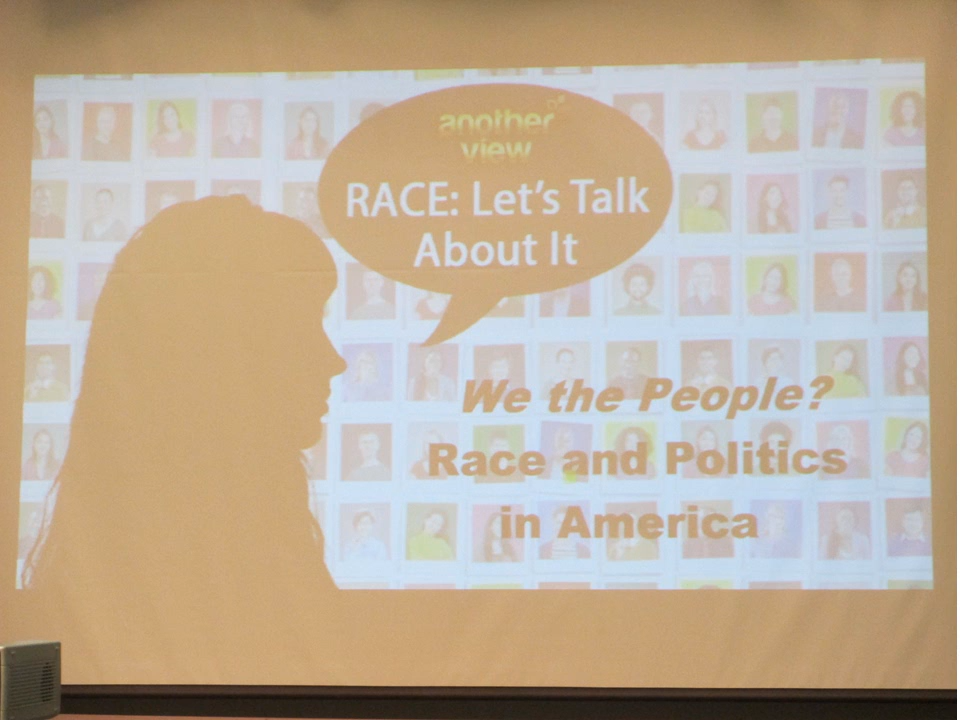 another
view
RACE: Let's Talk
About It
We the People?
Race and Politics
in America